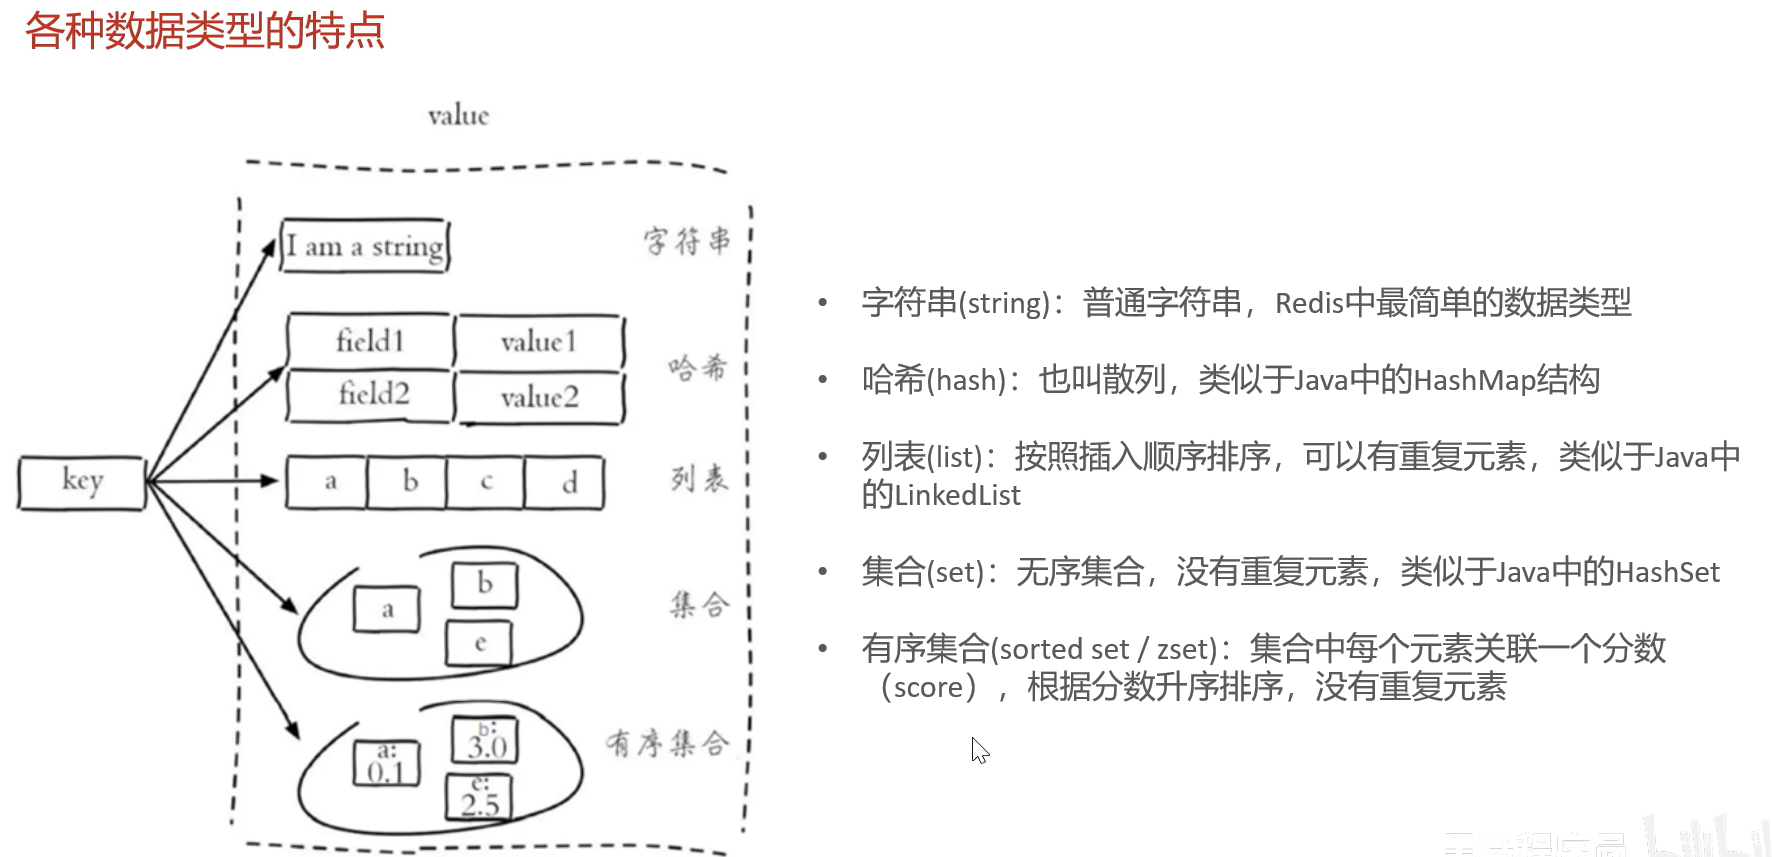 各种数据类型的特点
value
I am a string
字符串
field1
value1
field2
value2
哈希
key
a
b
c
d
列表
a
b
e
集合
a:
0.1
b:
3.0
e:
2.5
有序集合
• 字符串(string)：普通字符串，Redis中最简单的数据类型
• 哈希(hash)：也叫散列，类似于Java中的HashMap结构
• 列表(list)：按照插入顺序排序，可以有重复元素，类似于Java中
的LinkedList
• 集合(set)：无序集合，没有重复元素，类似于Java中的HashSet
• 有序集合(sorted set / zset)：集合中每个元素关联一个分数
（score），根据分数升序排序，没有重复元素
bilibili